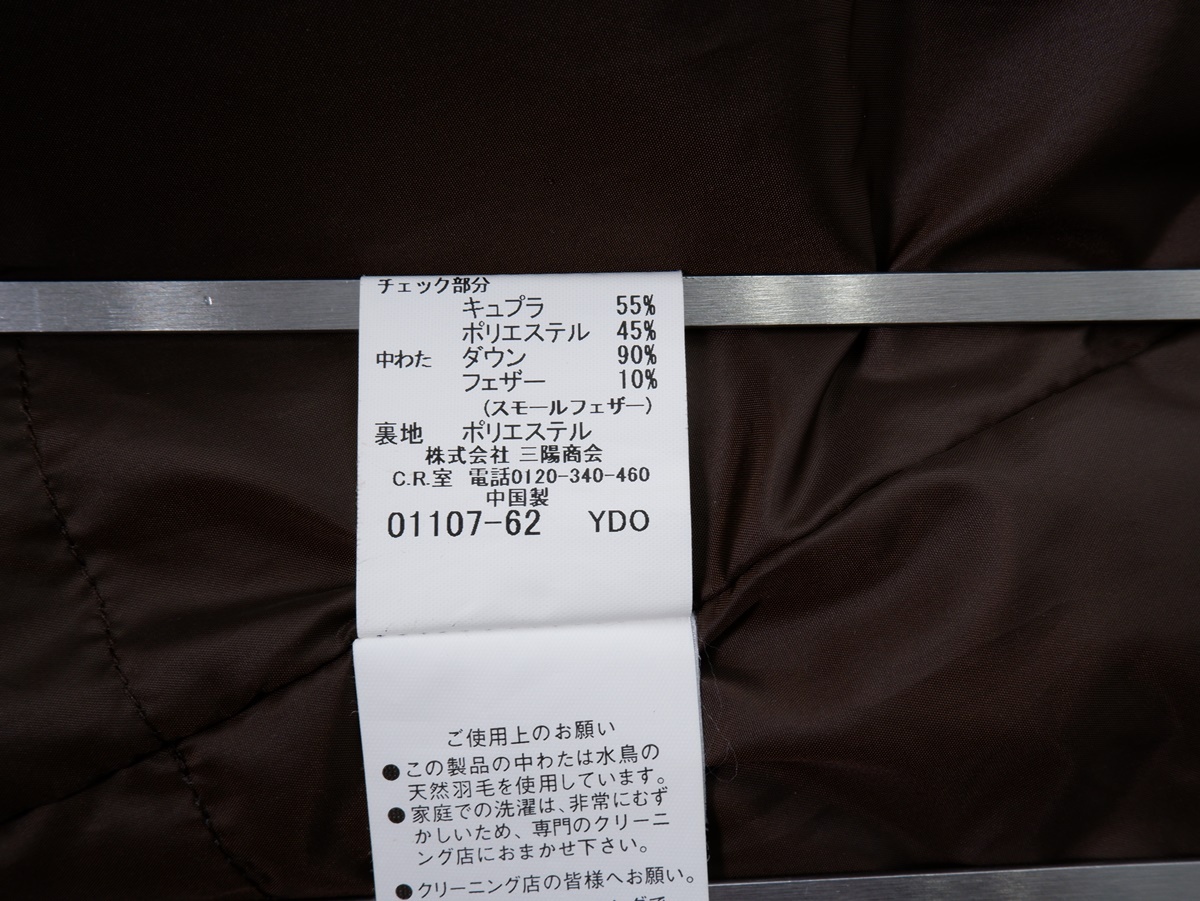 チェック部分
キュプラ 55%
ポリエステル 45%
中わた ダウン 90%
フェザー 10%
(スモールフェザー)
裏地 ポリエステル
株式会社 三陽商会
C.R.室 電話0120-340-460
中国製
01107-62 YDO
ご使用上のお願い
●この製品の中わたは水鳥の
天然羽毛を使用しています。
●家庭での洗濯は、非常にむず
かしいため、専門のクリーニ
ング店におまかせ下さい。
●クリーニング店の皆様へお願い。